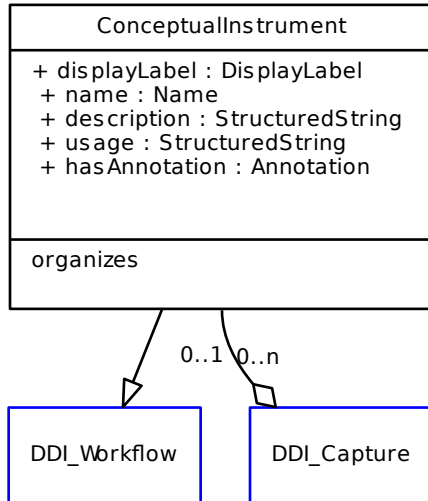 ConceptualInstrument
+ displayLabel : DisplayLabel
+ name : Name
+ description : StructuredString
+ usage : StructuredString
+ hasAnnotation : Annotation
organizes
0..1 0..n
DDI_Workflow
DDI_Capture